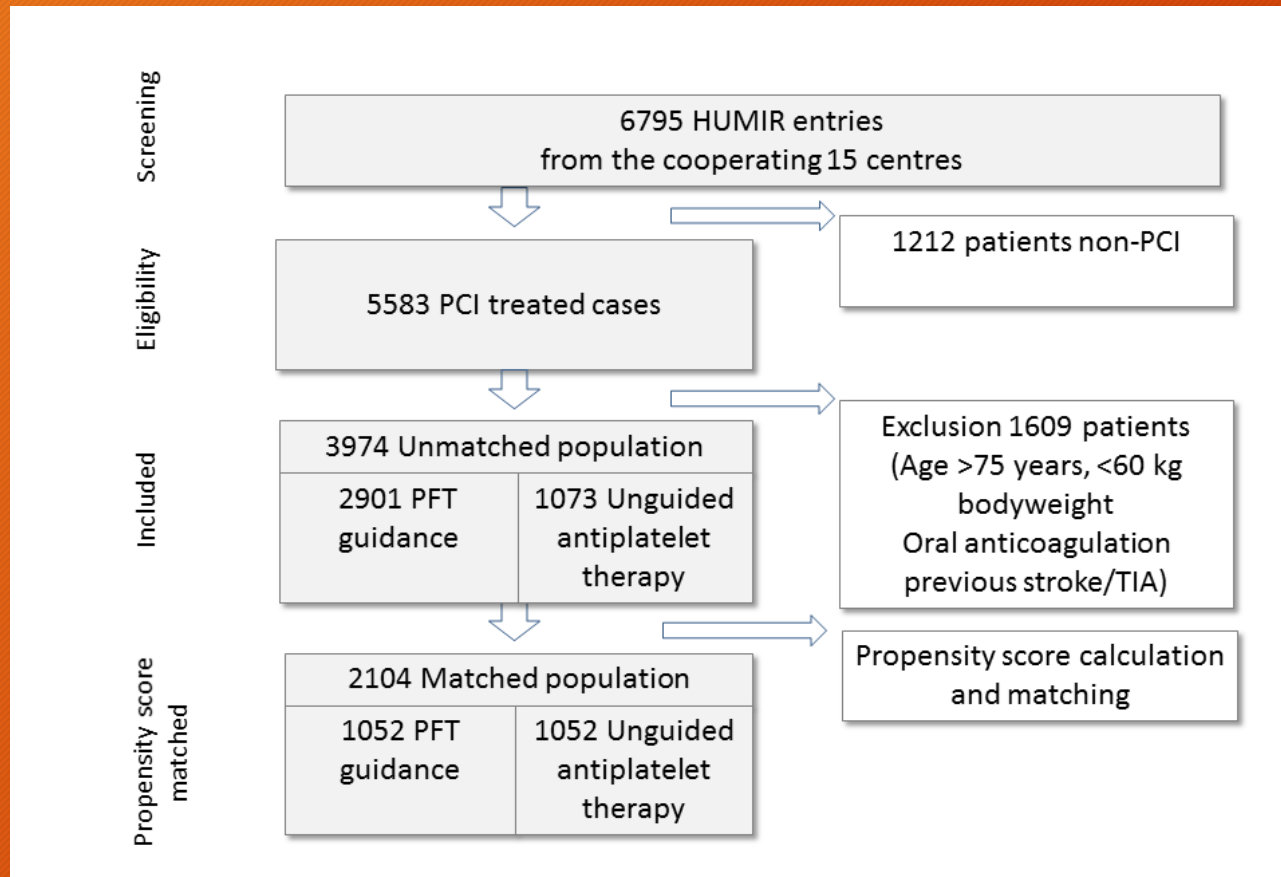 Screening
6795 HUMIR entries
from the cooperating 15 centres
1212 patients non-PCI
Eligibility
5583 PCI treated cases
Included
3974 Unmatched population
2901 PFT
guidance
1073 Unguided
antiplatelet
therapy
Exclusion 1609 patients
(Age >75 years, <60 kg
bodyweight
Oral anticoagulation
previous stroke/TIA)
Propensity score
matched
2104 Matched population
1052 PFT
guidance
1052 Unguided
antiplatelet
therapy
Propensity score calculation
and matching